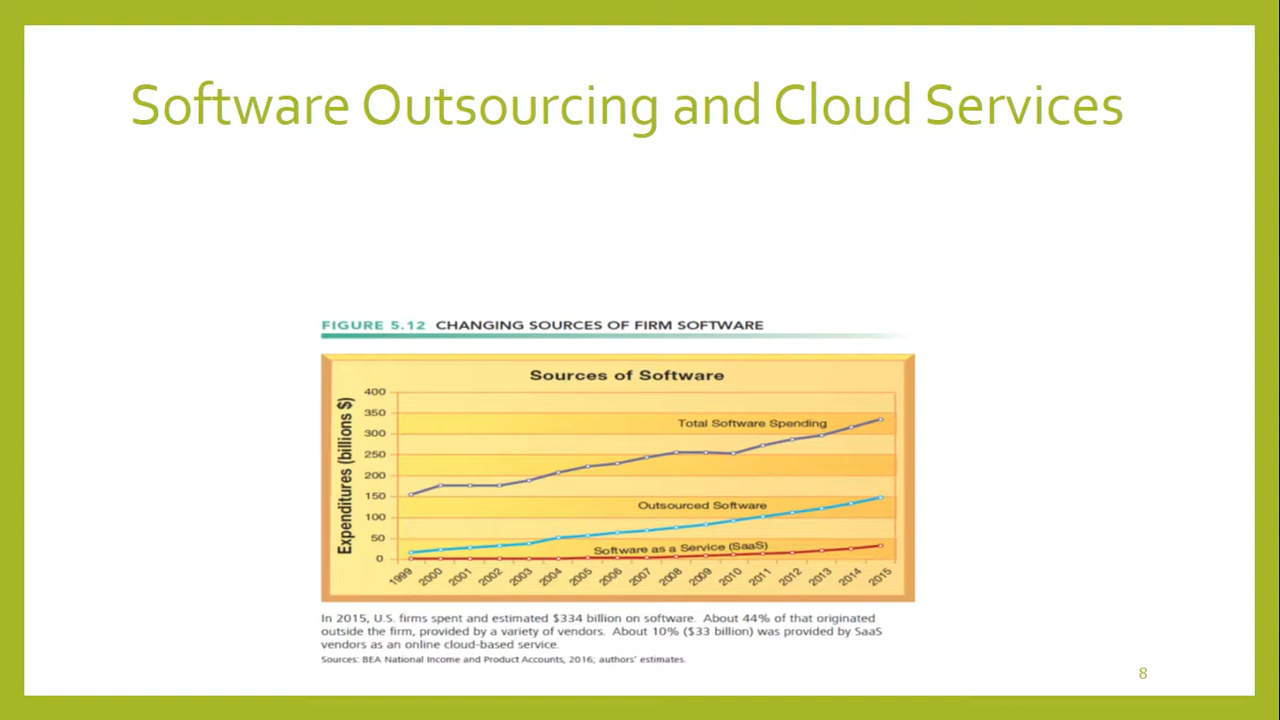 Software Outsourcing and Cloud Services
FIGURE 5.12 CHANGING SOURCES OF FIRM SOFTWARE
Sources of Software
Expenditures (billions $)
400
350
300
250
200
150
100
50
0
Total Software Spending
Outsourced Software
Software as a Service (SaaS)
1999 2000 2001 2002 2003 2004 2005 2006 2007 2008 2009 2010 2011 2012 2013 2014 2015
In 2015, U.S. firms spent and estimated $334 billion on software. About 44% of that originated
outside the firm, provided by a variety of vendors. About 10% ($33 billion) was provided by SaaS
vendors as an online cloud-based service.
Sources: BEA National Income and Product Accounts, 2016; authors' estimates.
8